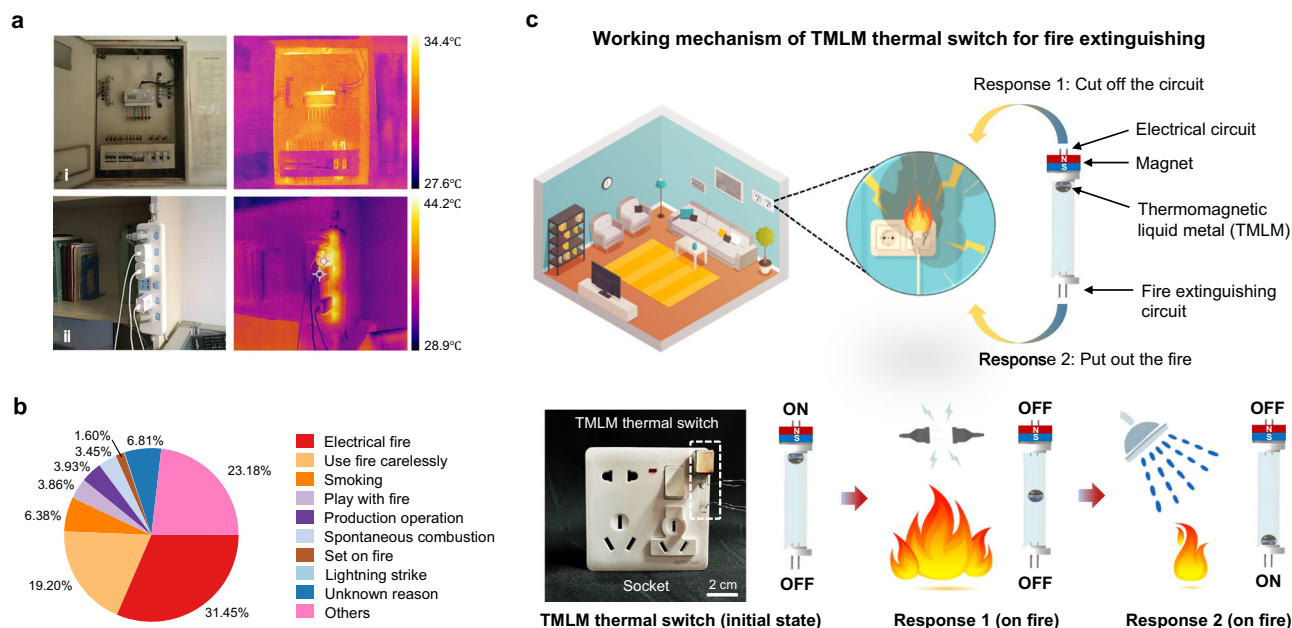 a
34.4℃
27.6℃
i
44.2℃
28.9℃
ii
b
1.60%
6.81%
3.45%
3.93%
3.86%
6.38%
19.20%
31.45%
23.18%
Electrical fire
Use fire carelessly
Smoking
Play with fire
Production operation
Spontaneous combustion
Set on fire
Lightning strike
Unknown reason
Others
c
Working mechanism of TMLM thermal switch for fire extinguishing
Response 1: Cut off the circuit
Electrical circuit
Magnet
N
S
Thermomagnetic
liquid metal (TMLM)
Fire extinguishing
circuit
Response 2: Put out the fire
TMLM thermal switch
Socket
2 cm
ON
N
S
OFF
TMLM thermal switch (initial state)
OFF
N
S
OFF
Response 1 (on fire)
OFF
N
S
ON
Response 2 (on fire)